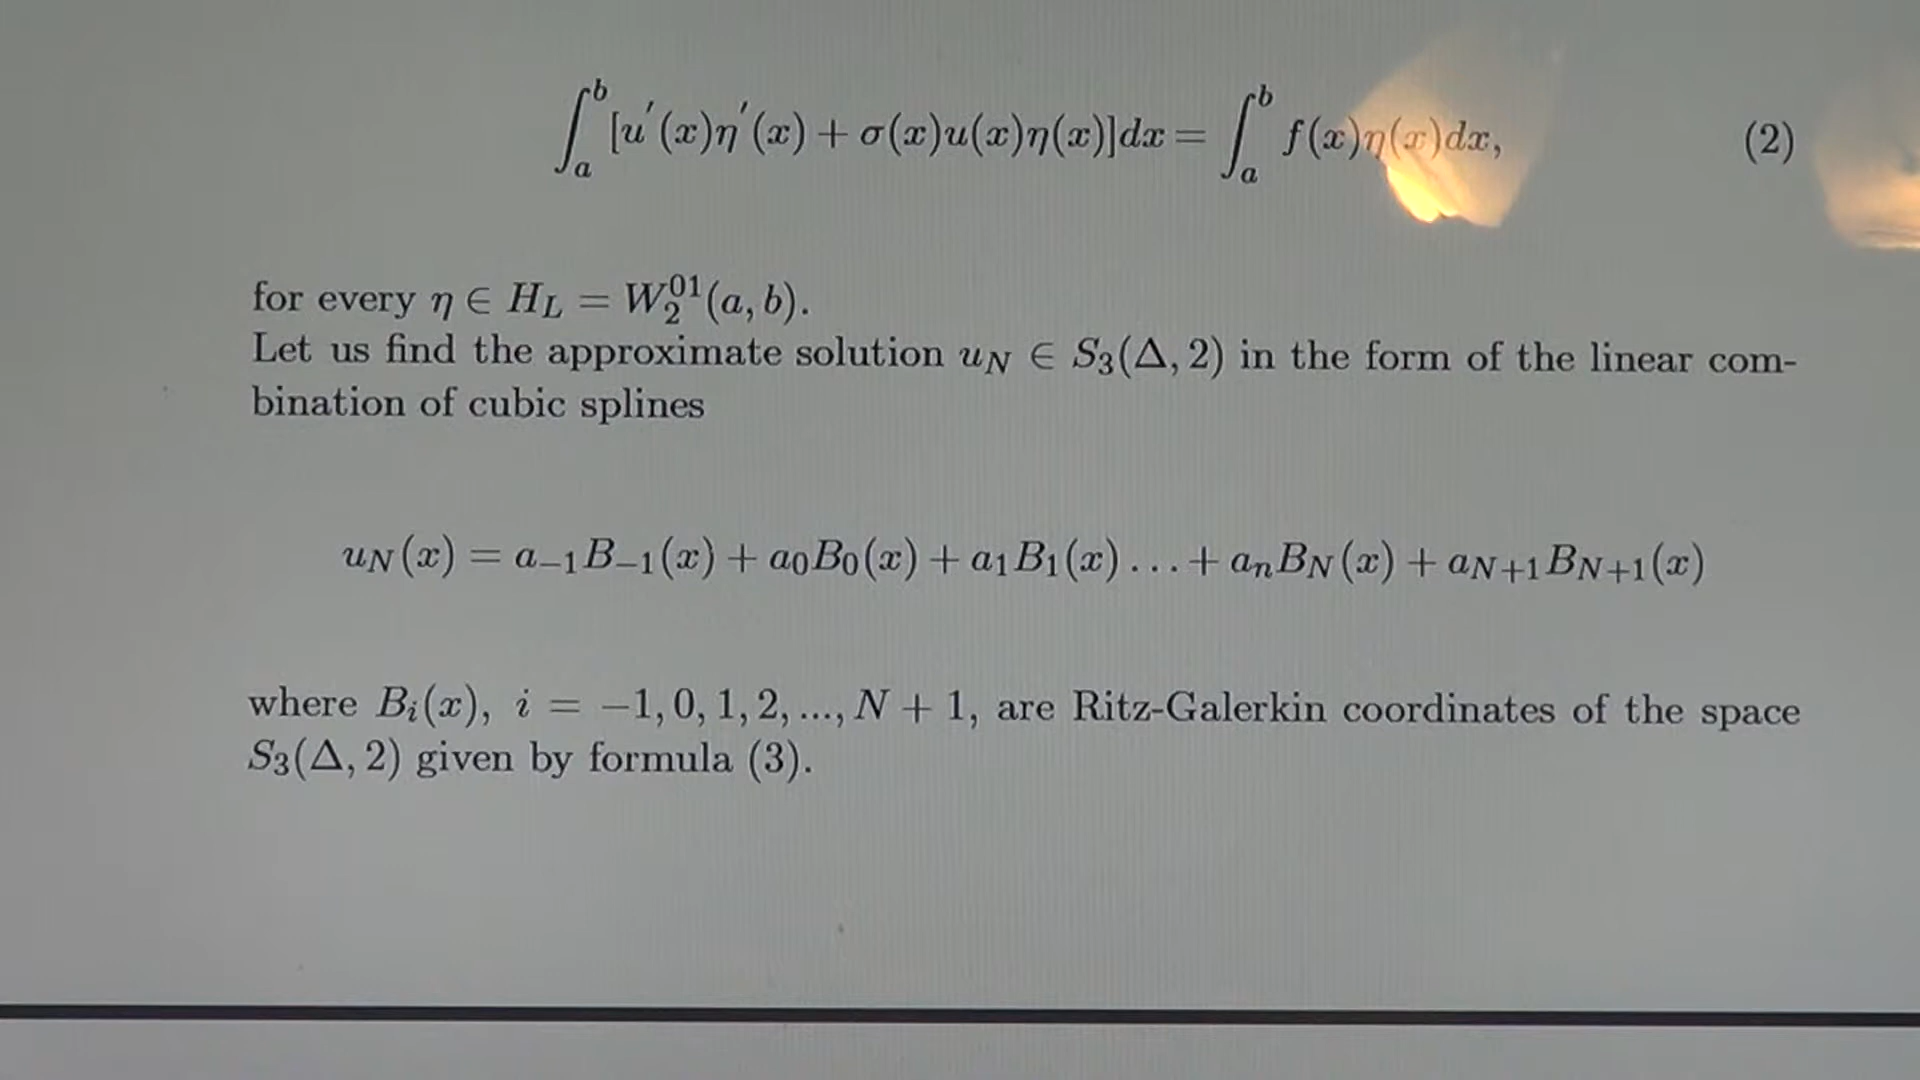 ∫_a^b [u′(x)η′(x) + σ(x)u(x)η(x)]dx = ∫_a^b f(x)η(x)dx, (2)
for every η ∈ H_L = W_2^{01}(a, b).
Let us find the approximate solution u_N ∈ S_3(Δ, 2) in the form of the linear com-
bination of cubic splines
u_N(x) = a_{−1}B_{−1}(x) + a_0B_0(x) + a_1B_1(x) . . . + a_nB_N(x) + a_{N+1}B_{N+1}(x)
where B_i(x), i = −1, 0, 1, 2, ..., N + 1, are Ritz-Galerkin coordinates of the space
S_3(Δ, 2) given by formula (3).